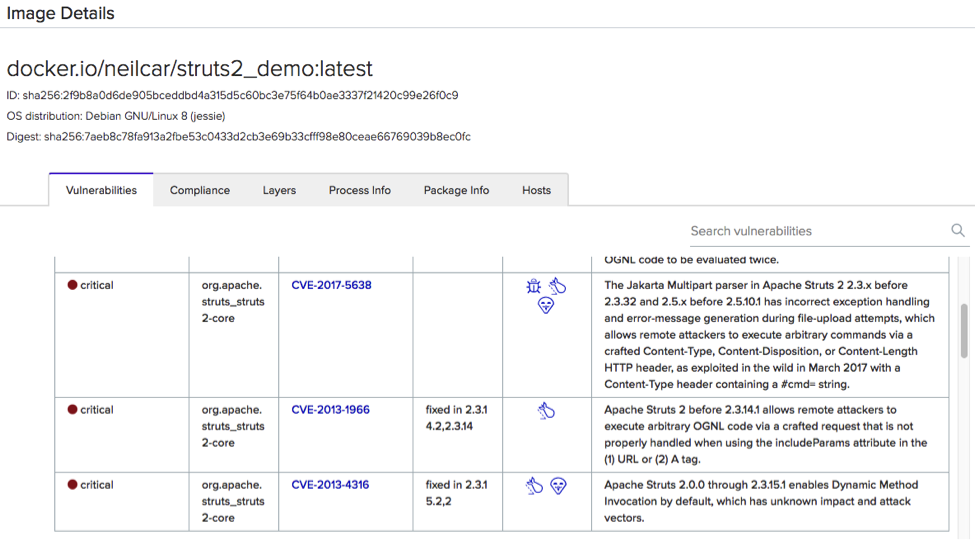 Image Details
docker.io/neilcar/struts2_demo:latest
ID: sha256:2f9b8a0d6de905bceddbd4a315d5c60bc3e75f64b0ae3337f21420c99e26f0c9
OS distribution: Debian GNU/Linux 8 (jessie)
Digest: sha256:7aeb8c78fa913a2fbe53c0433d2cb3e69b33cfff98e80ceae66769039b8ec0fc
Vulnerabilities Compliance Layers Process Info Package Info Hosts
Search vulnerabilities
OGNL code to be evaluated twice.
critical
org.apache.
struts_struts
2-core
CVE-2017-5638
The Jakarta Multipart parser in Apache Struts 2 2.3.x before
2.3.32 and 2.5.x before 2.5.10.1 has incorrect exception handling
and error-message generation during file-upload attempts, which
allows remote attackers to execute arbitrary commands via a
crafted Content-Type, Content-Disposition, or Content-Length
HTTP header, as exploited in the wild in March 2017 with a
Content-Type header containing a #cmd= string.
critical
org.apache.
struts_struts
2-core
CVE-2013-1966
fixed in 2.3.1
4.2,2.3.14
Apache Struts 2 before 2.3.14.1 allows remote attackers to
execute arbitrary OGNL code via a crafted request that is not
properly handled when using the includeParams attribute in the
(1) URL or (2) A tag.
critical
org.apache.
struts_struts
2-core
CVE-2013-4316
fixed in 2.3.1
5.2,2
Apache Struts 2.0.0 through 2.3.15.1 enables Dynamic Method
Invocation by default, which has unknown impact and attack
vectors.